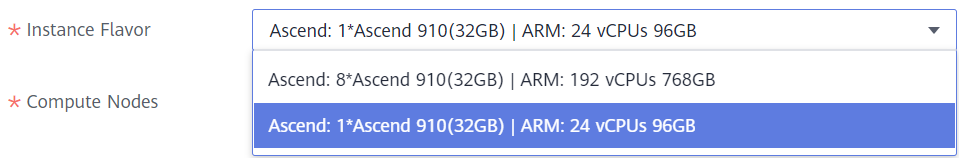 * Instance Flavor
Ascend: 1*Ascend 910(32GB) | ARM: 24 vCPUs 96GB
Ascend: 8*Ascend 910(32GB) | ARM: 192 vCPUs 768GB
* Compute Nodes
Ascend: 1*Ascend 910(32GB) | ARM: 24 vCPUs 96GB